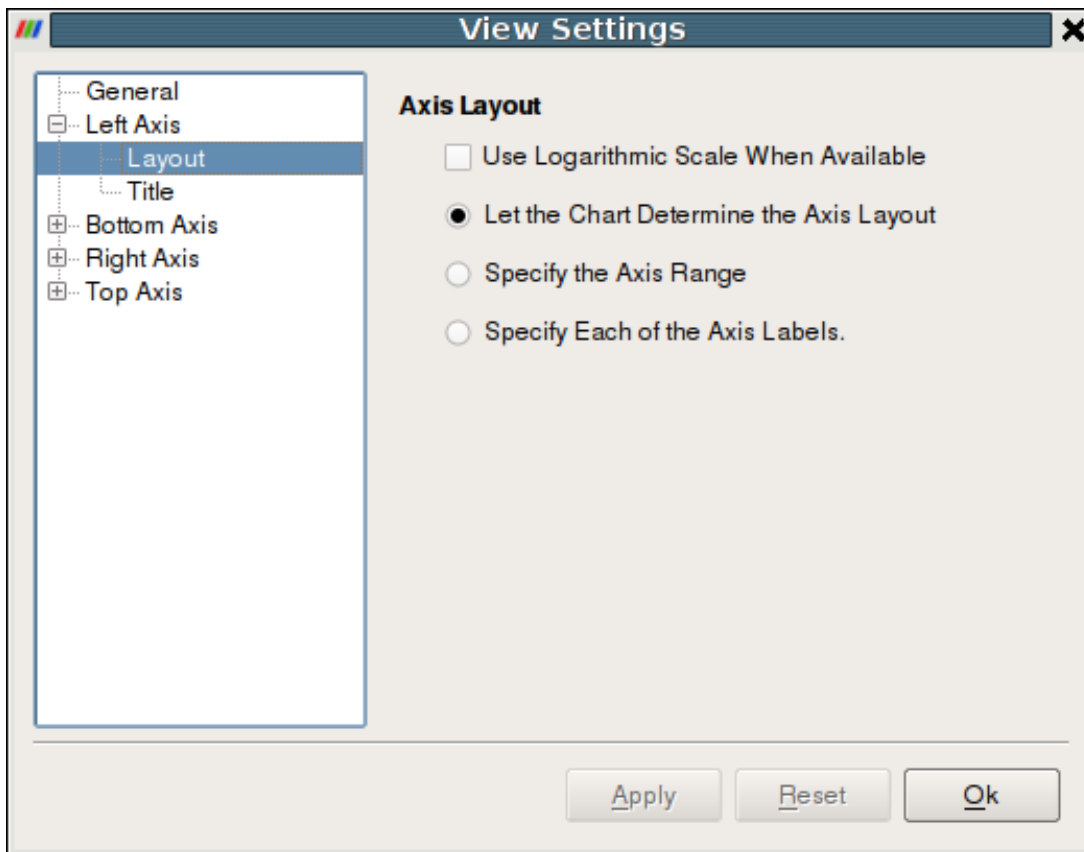 View Settings
General
Left Axis
Layout
Title
Bottom Axis
Right Axis
Top Axis
Axis Layout
Use Logarithmic Scale When Available
Let the Chart Determine the Axis Layout
Specify the Axis Range
Specify Each of the Axis Labels.
Apply
Reset
Ok